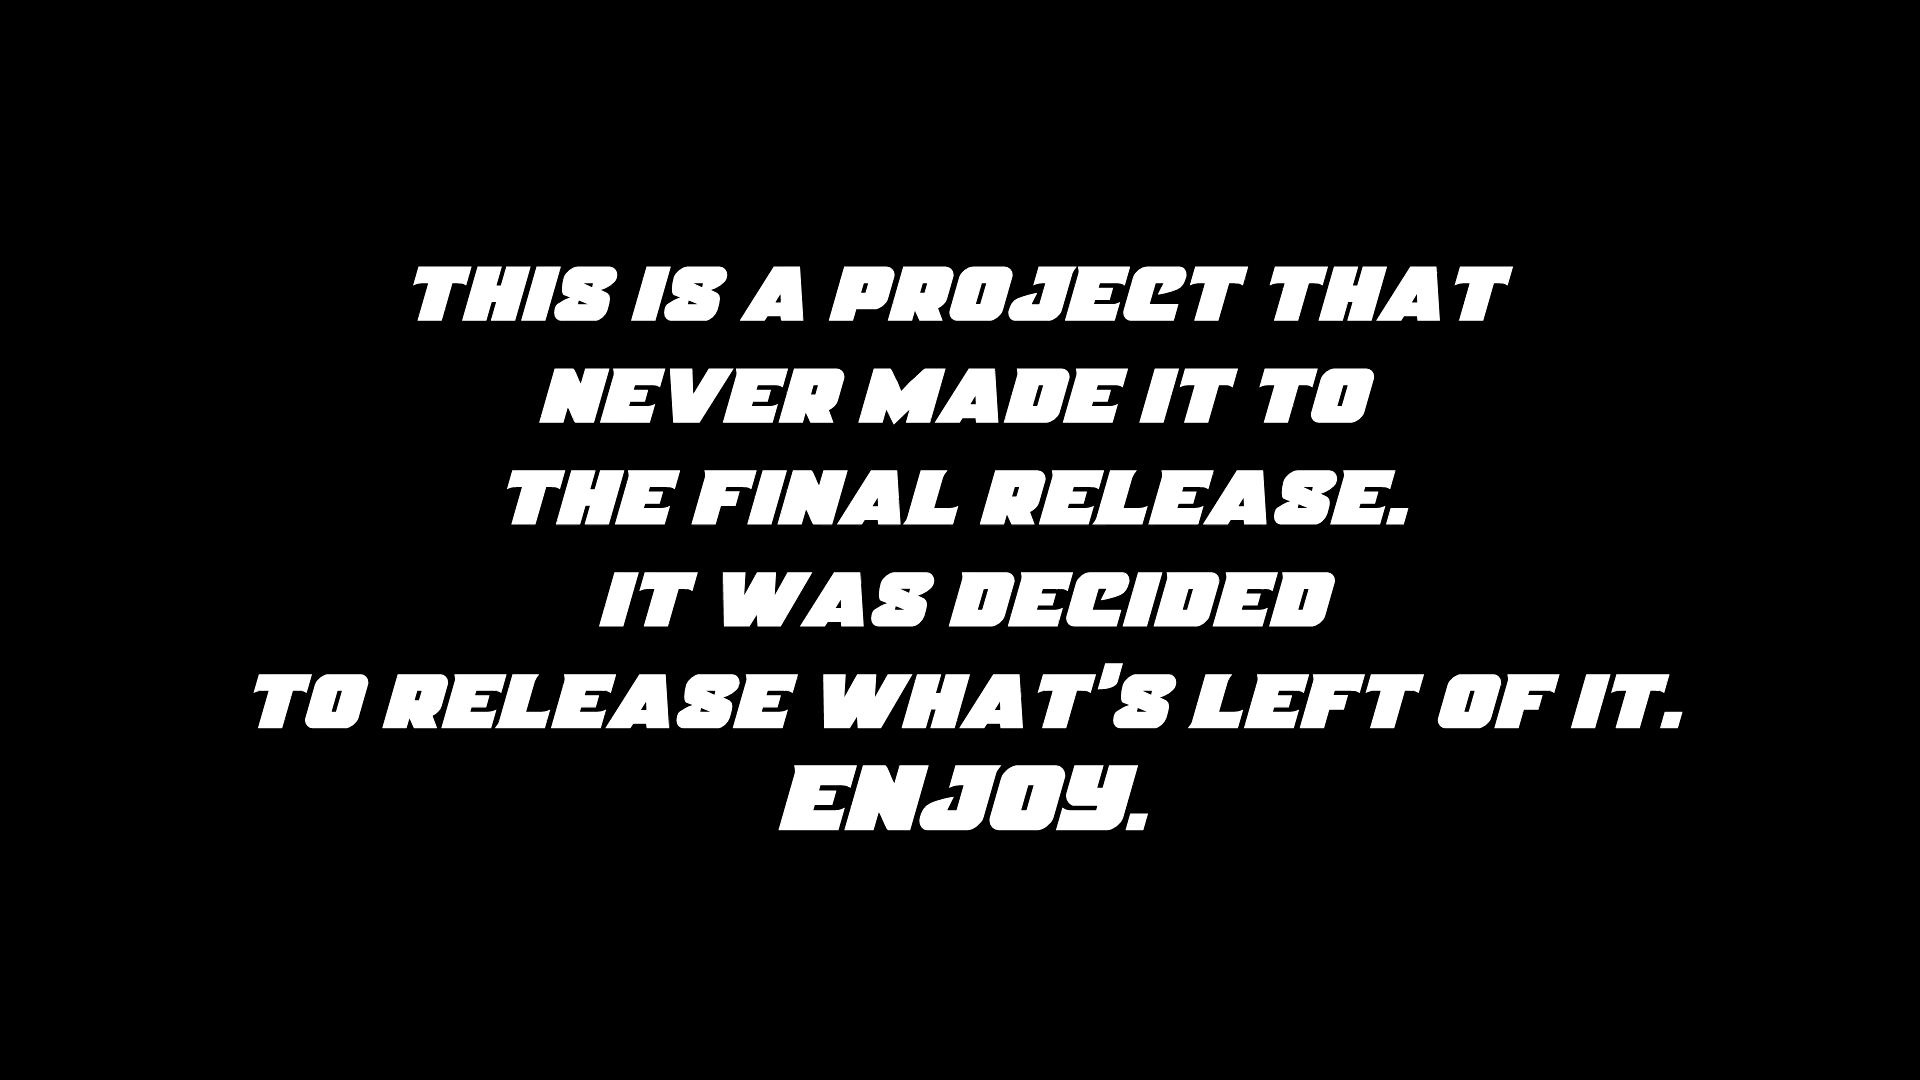 THIS IS A PROJECT THAT
NEVER MADE IT TO
THE FINAL RELEASE.
IT WAS DECIDED
TO RELEASE WHAT'S LEFT OF IT.
ENJOY.